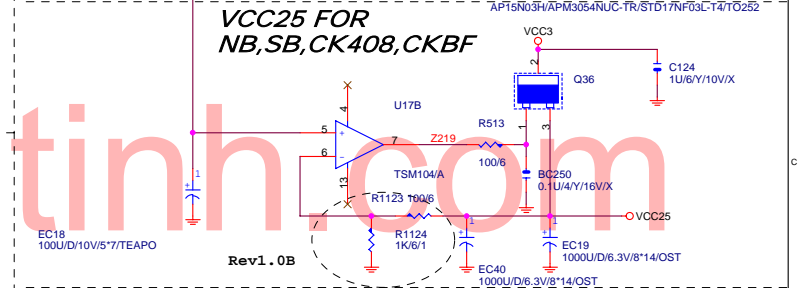 AP15N03H/APM3054NUC-TR/STD17NF03L-T4/TO252
VCC25 FOR
NB,SB,CK408,CKBF
VCC3
2
C124
1U/6/Y/10V/X
Q36
U17B
4
5
+
7
Z219
R513
100/6
1
3
6
-
TSM104/A
13
BC250
0.1U/4/Y/16V/X
C
1
+
R1123 100/6
VCC25
EC18
100U/D/10V/5*7/TEAPO
R1124
1K/6/1
1
+
1
+
EC19
1000U/D/6.3V/8*14/OST
Rev1.0B
EC40
1000U/D/6.3V/8*14/OST
tinh.com